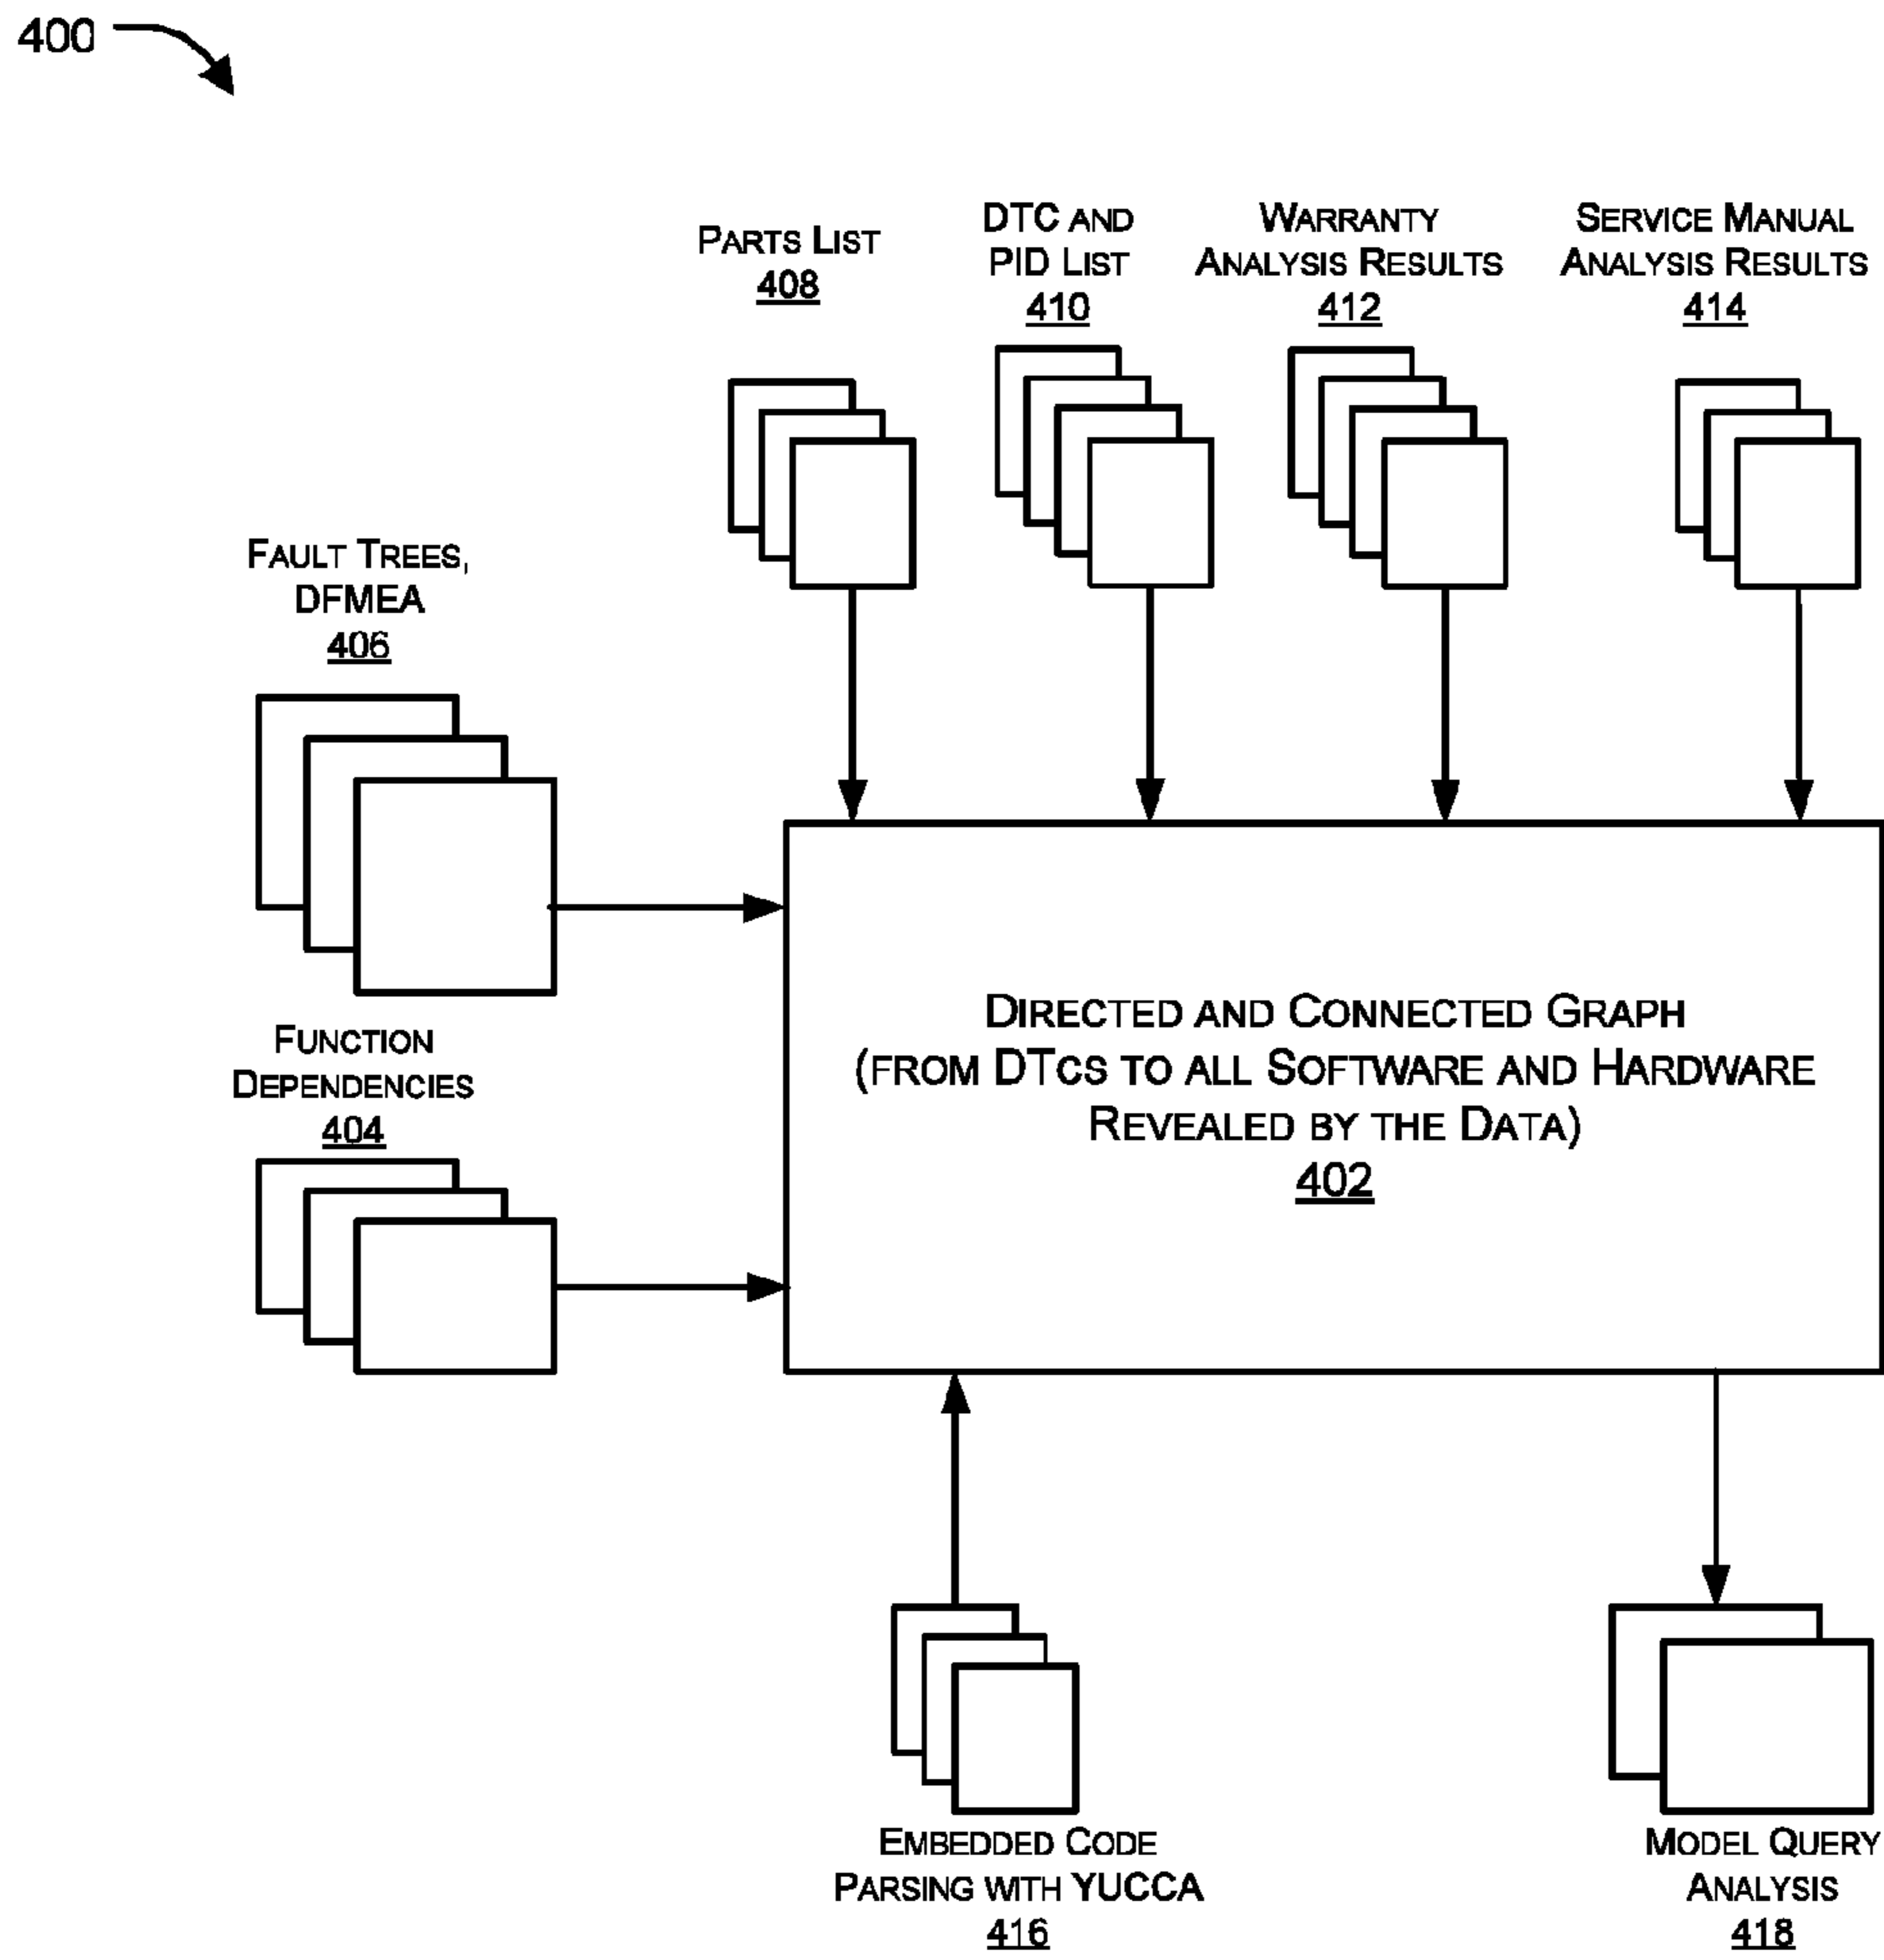 400
PARTS LIST
408
DTC AND
PID LIST
410
WARRANTY
ANALYSIS RESULTS
412
SERVICE MANUAL
ANALYSIS RESULTS
414
FAULT TREES,
DFMEA
406
FUNCTION
DEPENDENCIES
404
DIRECTED AND CONNECTED GRAPH
(FROM DTCS TO ALL SOFTWARE AND HARDWARE
REVEALED BY THE DATA)
402
EMBEDDED CODE
PARSING WITH YUCCA
416
MODEL QUERY
ANALYSIS
418